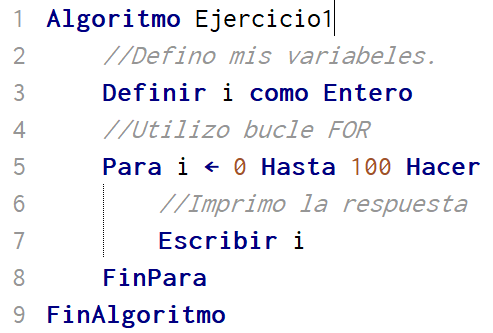 1 Algoritmo Ejercicio1
2 //Defino mis variabeles.
3 Definir i como Entero
4 //Utilizo bucle FOR
5 Para i ← 0 Hasta 100 Hacer
6 //Imprimo la respuesta
7 Escribir i
8 FinPara
9 FinAlgoritmo